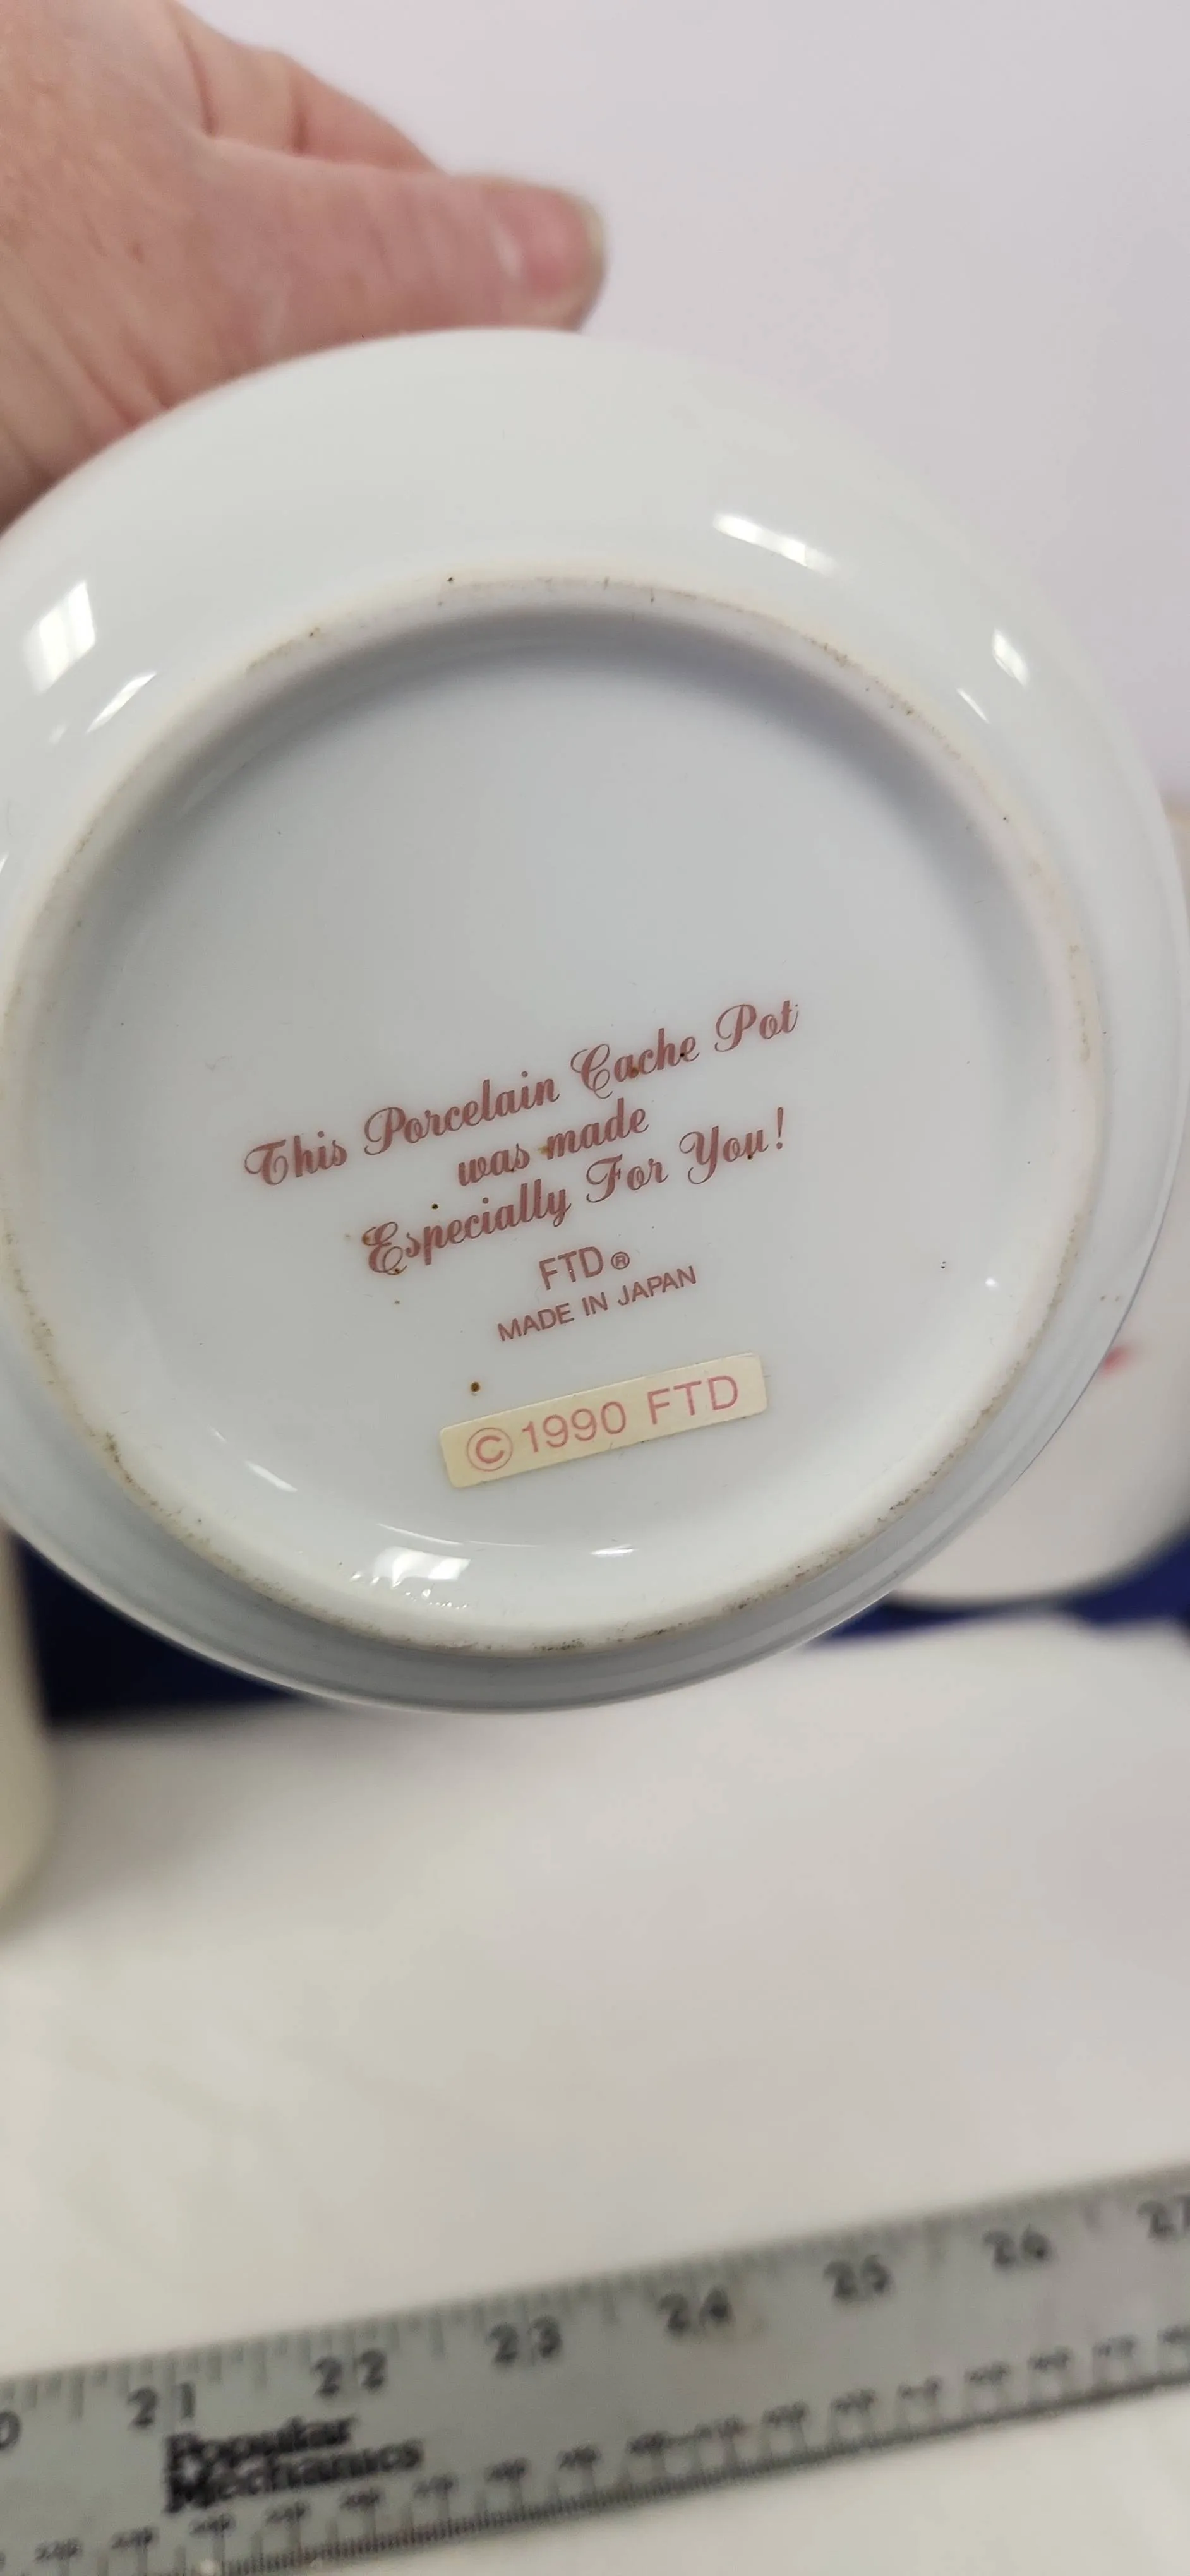 This Porcelain Cache Pot
was made
Especially For You!
FTD®
MADE IN JAPAN
© 1990 FTD
21 22 23 24 25 26 27
Popular
Mechanics